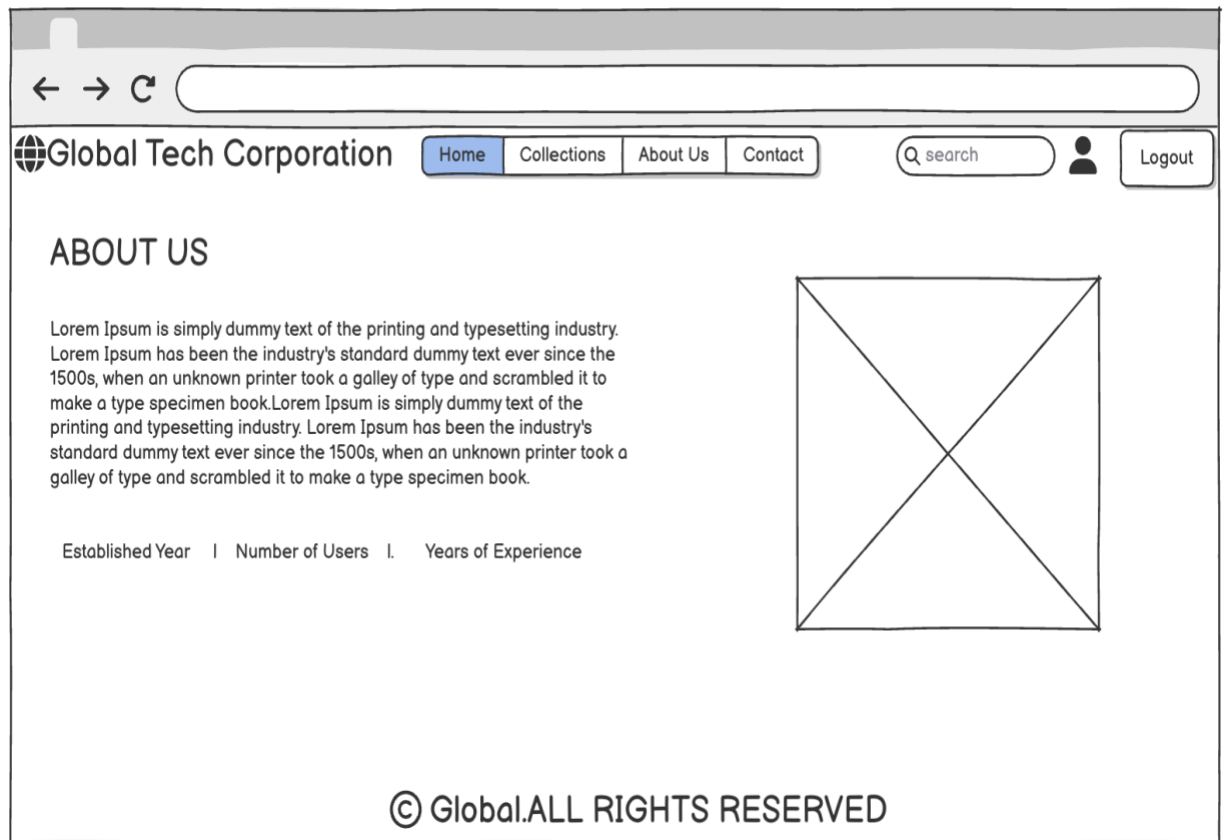 Global Tech Corporation Home Collections About Us Contact search Logout
ABOUT US
Lorem Ipsum is simply dummy text of the printing and typesetting industry.
Lorem Ipsum has been the industry's standard dummy text ever since the
1500s, when an unknown printer took a galley of type and scrambled it to
make a type specimen book.Lorem Ipsum is simply dummy text of the
printing and typesetting industry. Lorem Ipsum has been the industry's
standard dummy text ever since the 1500s, when an unknown printer took a
galley of type and scrambled it to make a type specimen book.
Established Year I Number of Users I. Years of Experience
© Global.ALL RIGHTS RESERVED